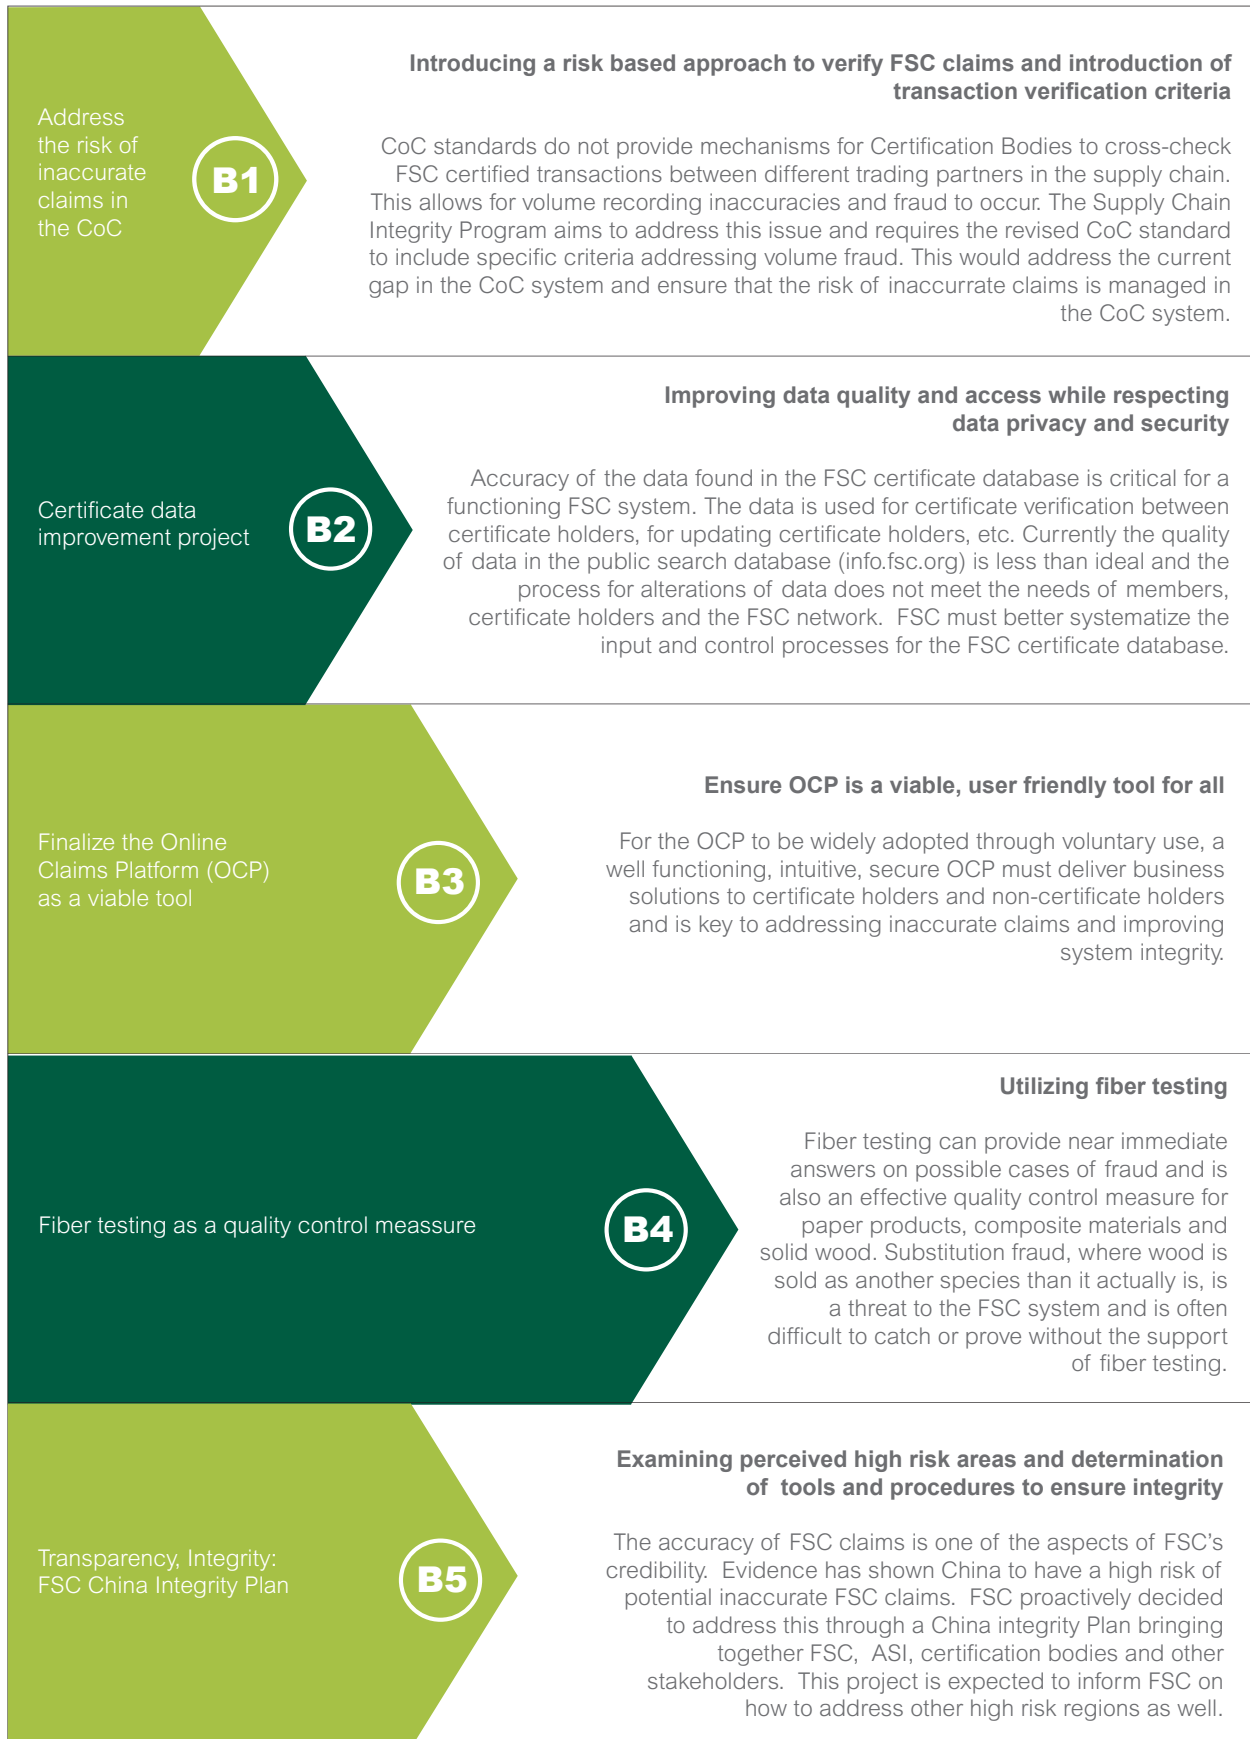 Address
the risk of
inaccurate
claims in
the CoC
B1
Introducing a risk based approach to verify FSC claims and introduction of
transaction verification criteria
CoC standards do not provide mechanisms for Certification Bodies to cross-check
FSC certified transactions between different trading partners in the supply chain.
This allows for volume recording inaccuracies and fraud to occur. The Supply Chain
Integrity Program aims to address this issue and requires the revised CoC standard
to include specific criteria addressing volume fraud. This would address the current
gap in the CoC system and ensure that the risk of inaccurrate claims is managed in
the CoC system.
Certificate data
improvement project
B2
Improving data quality and access while respecting
data privacy and security
Accuracy of the data found in the FSC certificate database is critical for a
functioning FSC system. The data is used for certificate verification between
certificate holders, for updating certificate holders, etc. Currently the quality
of data in the public search database (info.fsc.org) is less than ideal and the
process for alterations of data does not meet the needs of members,
certificate holders and the FSC network. FSC must better systematize the
input and control processes for the FSC certificate database.
Finalize the Online
Claims Platform (OCP)
as a viable tool
B3
Ensure OCP is a viable, user friendly tool for all
For the OCP to be widely adopted through voluntary use, a
well functioning, intuitive, secure OCP must deliver business
solutions to certificate holders and non-certificate holders
and is key to addressing inaccurate claims and improving
system integrity.
Fiber testing as a quality control meassure
B4
Utilizing fiber testing
Fiber testing can provide near immediate
answers on possible cases of fraud and is
also an effective quality control measure for
paper products, composite materials and
solid wood. Substitution fraud, where wood is
sold as another species than it actually is, is
a threat to the FSC system and is often
difficult to catch or prove without the support
of fiber testing.
Transparency, Integrity:
FSC China Integrity Plan
B5
Examining perceived high risk areas and determination
of tools and procedures to ensure integrity
The accuracy of FSC claims is one of the aspects of FSC's
credibility. Evidence has shown China to have a high risk of
potential inaccurate FSC claims. FSC proactively decided
to address this through a China integrity Plan bringing
together FSC, ASI, certification bodies and other
stakeholders. This project is expected to inform FSC on
how to address other high risk regions as well.